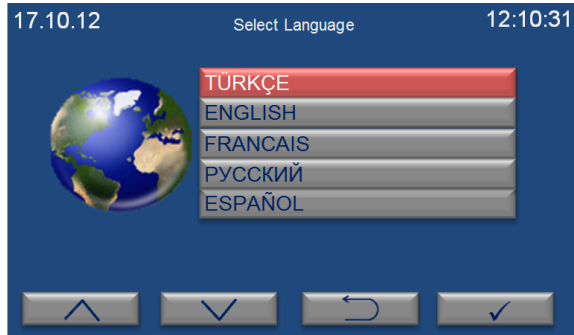 17.10.12
Select Language
12:10:31
TÜRKÇE
ENGLISH
FRANCAIS
РУССКИЙ
ESPAÑOL